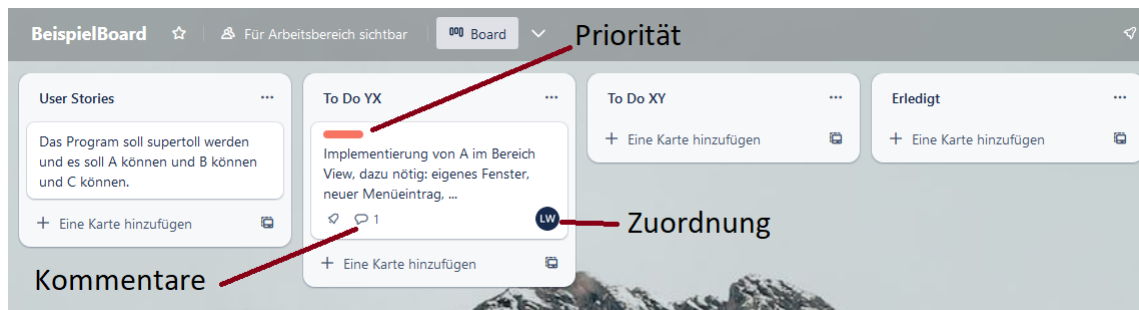 BeispielBoard Für Arbeitsbereich sichtbar Board
Priorität
User Stories
Das Program soll supertoll werden
und es soll A können und B können
und C können.
+ Eine Karte hinzufügen
To Do YX
Implementierung von A im Bereich
View, dazu nötig: eigenes Fenster,
neuer Menüeintrag, ...
1 LW
+ Eine Karte hinzufügen
To Do XY
+ Eine Karte hinzufügen
Erledigt
+ Eine Karte hinzufügen
Zuordnung
Kommentare